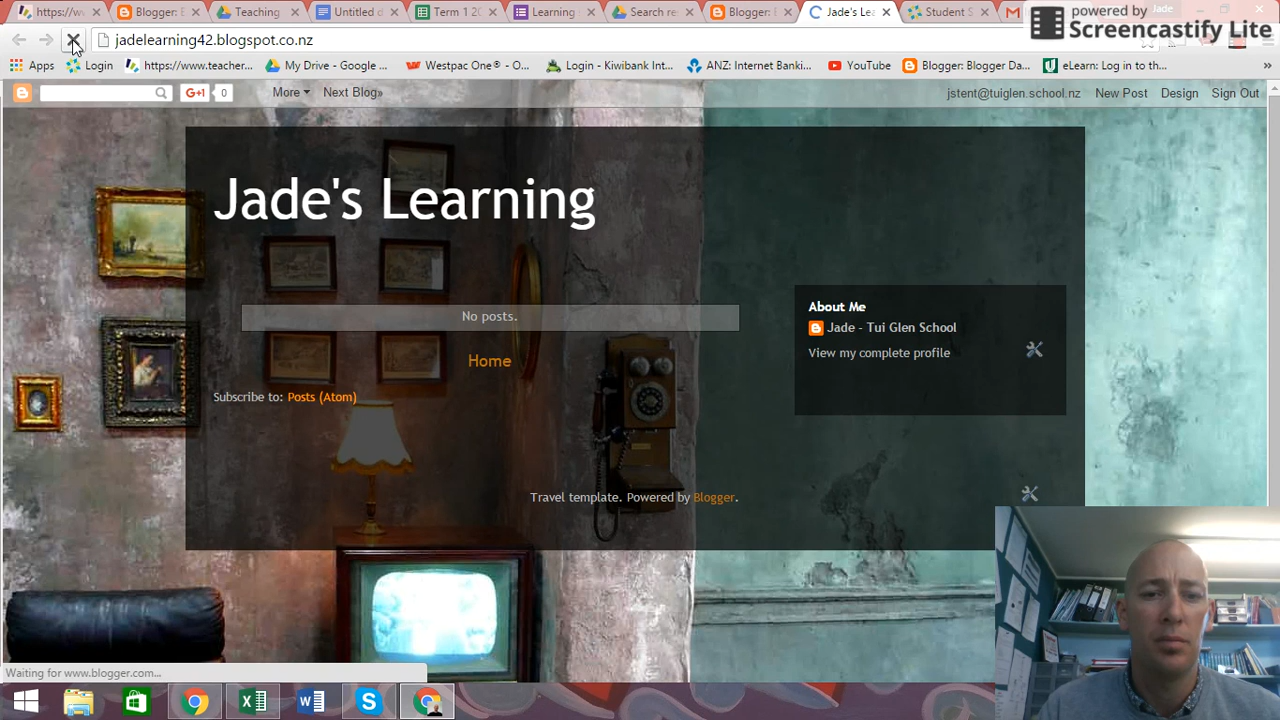 https://ww
Blogger: E
Teaching
Untitled d
Term 1 20
Learning
Search re
Blogger: E
Jade's Le
Student S
Jade
powered by
Screencastify Lite
jadelearning42.blogspot.co.nz
Apps
Login
https://www.teacher...
My Drive - Google ...
Westpac One® - O...
Login - Kiwibank Int...
ANZ: Internet Banki...
YouTube
Blogger: Blogger Da...
eLearn: Log in to th...
»
G+1
0
More
Next Blog»
jstent@tuiglen.school.nz
New Post
Design
Sign Out
Jade's Learning
No posts.
Home
Subscribe to: Posts (Atom)
About Me
Jade - Tui Glen School
View my complete profile
Travel template. Powered by Blogger.
Waiting for www.blogger.com...